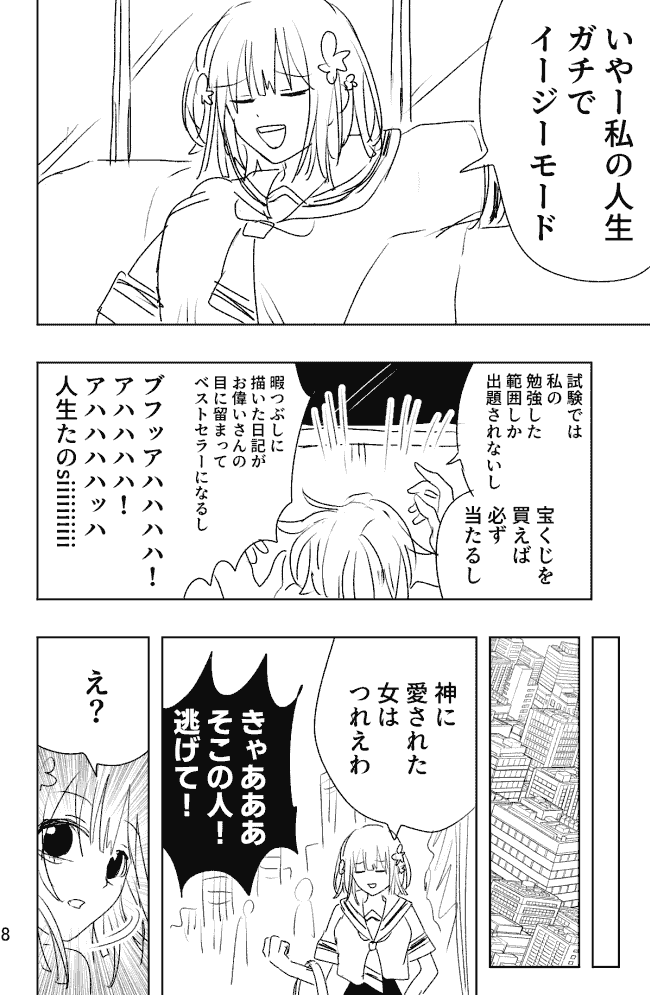 いやー私の人生
ガチで
イージーモード
試験では
私の
勉強した
範囲しか
出題されないし
宝くじを
買えば
必ず
当たるし
暇つぶしに
描いた日記が
お偉いさんの
目に留まって
ベストセラーになるし
ブフッアハハハハ！
アハハハハ！
アハハハハッハ
人生たのsiiiiiiiii
神に
愛された
女は
つれえわ
きゃあああ
そこの人！
逃げて！
え？
8